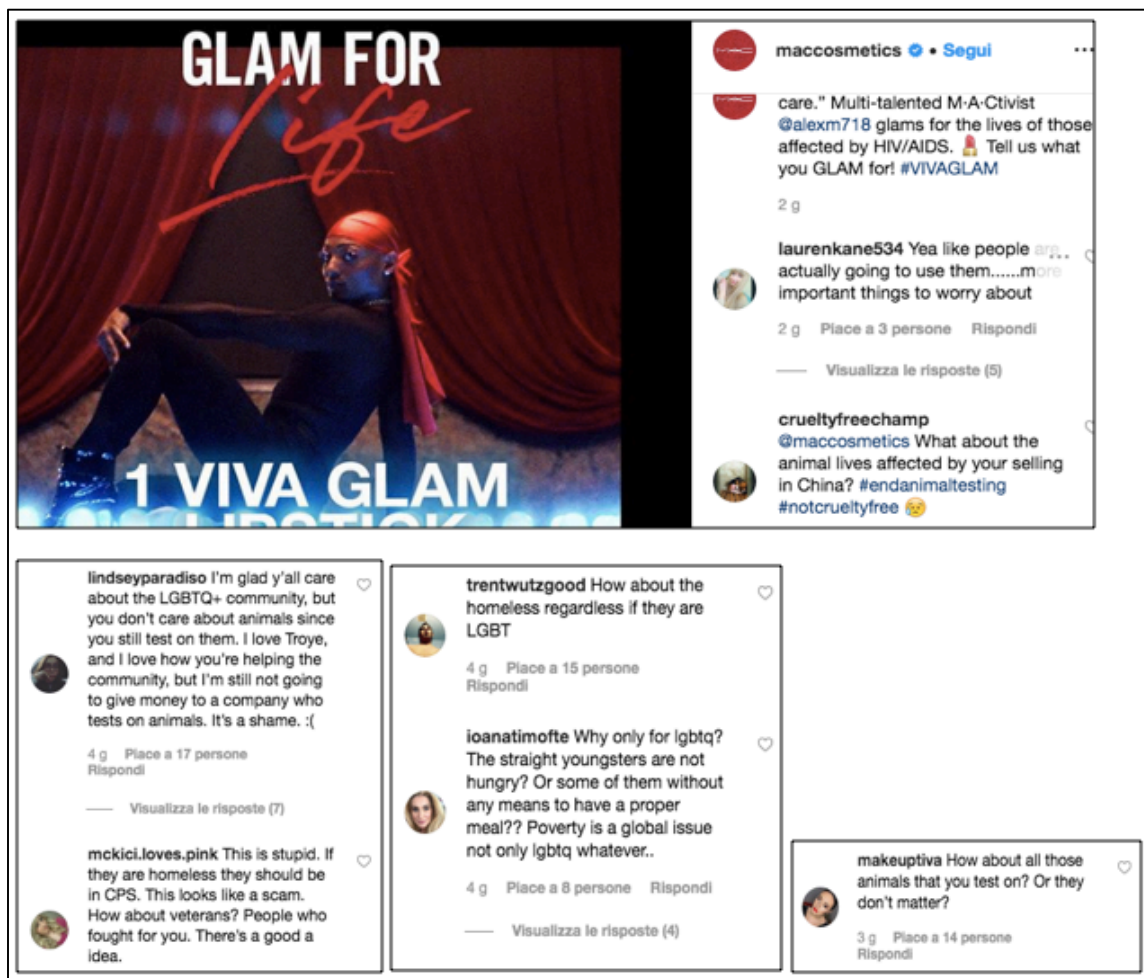 GLAM FOR
Life
1 VIVA GLAM
LIPSTICK
MAC
maccosmetics • Segui
...
MAC
care." Multi-talented M·A·Ctivist
@alexm718 glams for the lives of those
affected by HIV/AIDS. 💄 Tell us what
you GLAM for! #VIVAGLAM
2 g
laurenkane534 Yea like people are...
actually going to use them......more
important things to worry about
2 g Piace a 3 persone Rispondi
Visualizza le risposte (5)
crueltyfreechamp
@maccosmetics What about the
animal lives affected by your selling
in China? #endanimaltesting
#notcrueltyfree 😥
lindseyparadiso I'm glad y'all care
about the LGBTQ+ community, but
you don't care about animals since
you still test on them. I love Troye,
and I love how you're helping the
community, but I'm still not going
to give money to a company who
tests on animals. It's a shame. :(
4 g Piace a 17 persone
Rispondi
Visualizza le risposte (7)
mckici.loves.pink This is stupid. If
they are homeless they should be
in CPS. This looks like a scam.
How about veterans? People who
fought for you. There's a good a
idea.
trentwutzgood How about the
homeless regardless if they are
LGBT
4 g Piace a 15 persone
Rispondi
ioanatimofte Why only for lgbtq?
The straight youngsters are not
hungry? Or some of them without
any means to have a proper
meal?? Poverty is a global issue
not only lgbtq whatever..
4 g Piace a 8 persone Rispondi
Visualizza le risposte (4)
makeuptiva How about all those
animals that you test on? Or they
don't matter?
3 g Piace a 14 persone
Rispondi